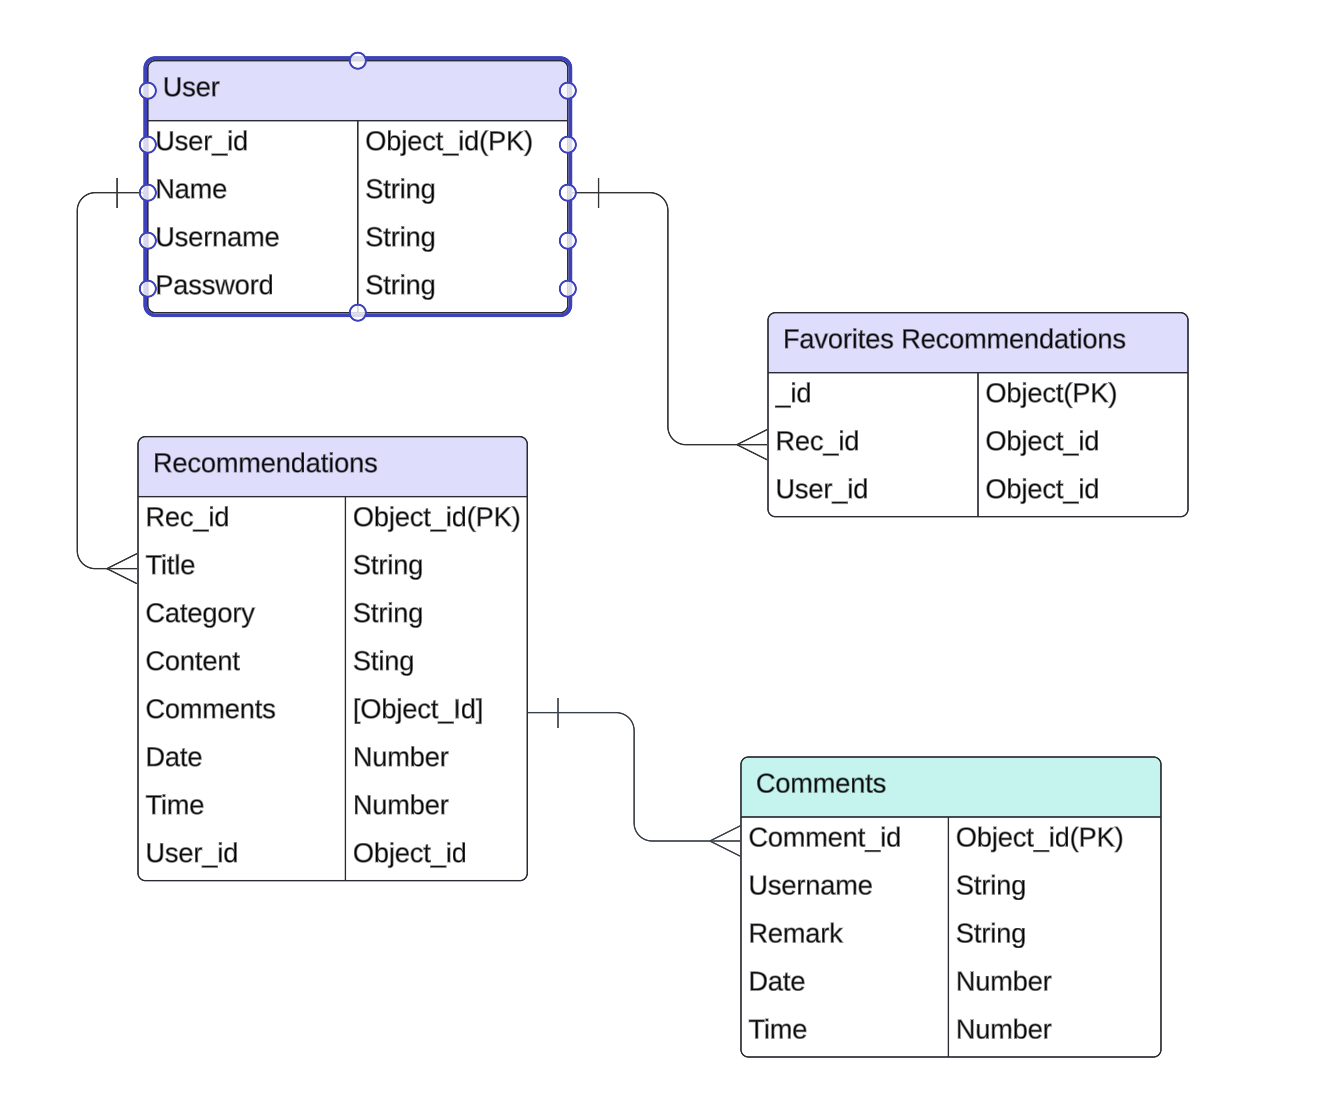 User
User_id Object_id(PK)
Name String
Username String
Password String
Favorites Recommendations
_id Object(PK)
Rec_id Object_id
User_id Object_id
Recommendations
Rec_id Object_id(PK)
Title String
Category String
Content Sting
Comments [Object_Id]
Date Number
Time Number
User_id Object_id
Comments
Comment_id Object_id(PK)
Username String
Remark String
Date Number
Time Number